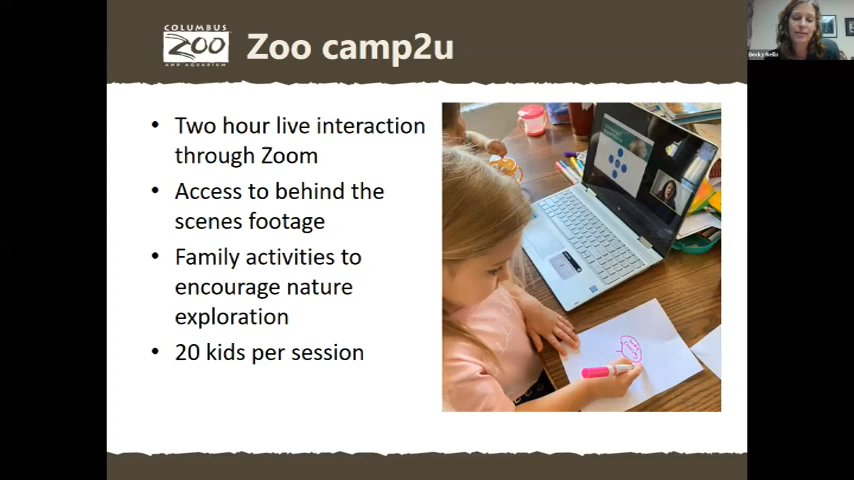 COLUMBUS
ZOO
AND AQUARIUM
Zoo camp2u
Becky Nellis
• Two hour live interaction
through Zoom
• Access to behind the
scenes footage
• Family activities to
encourage nature
exploration
• 20 kids per session